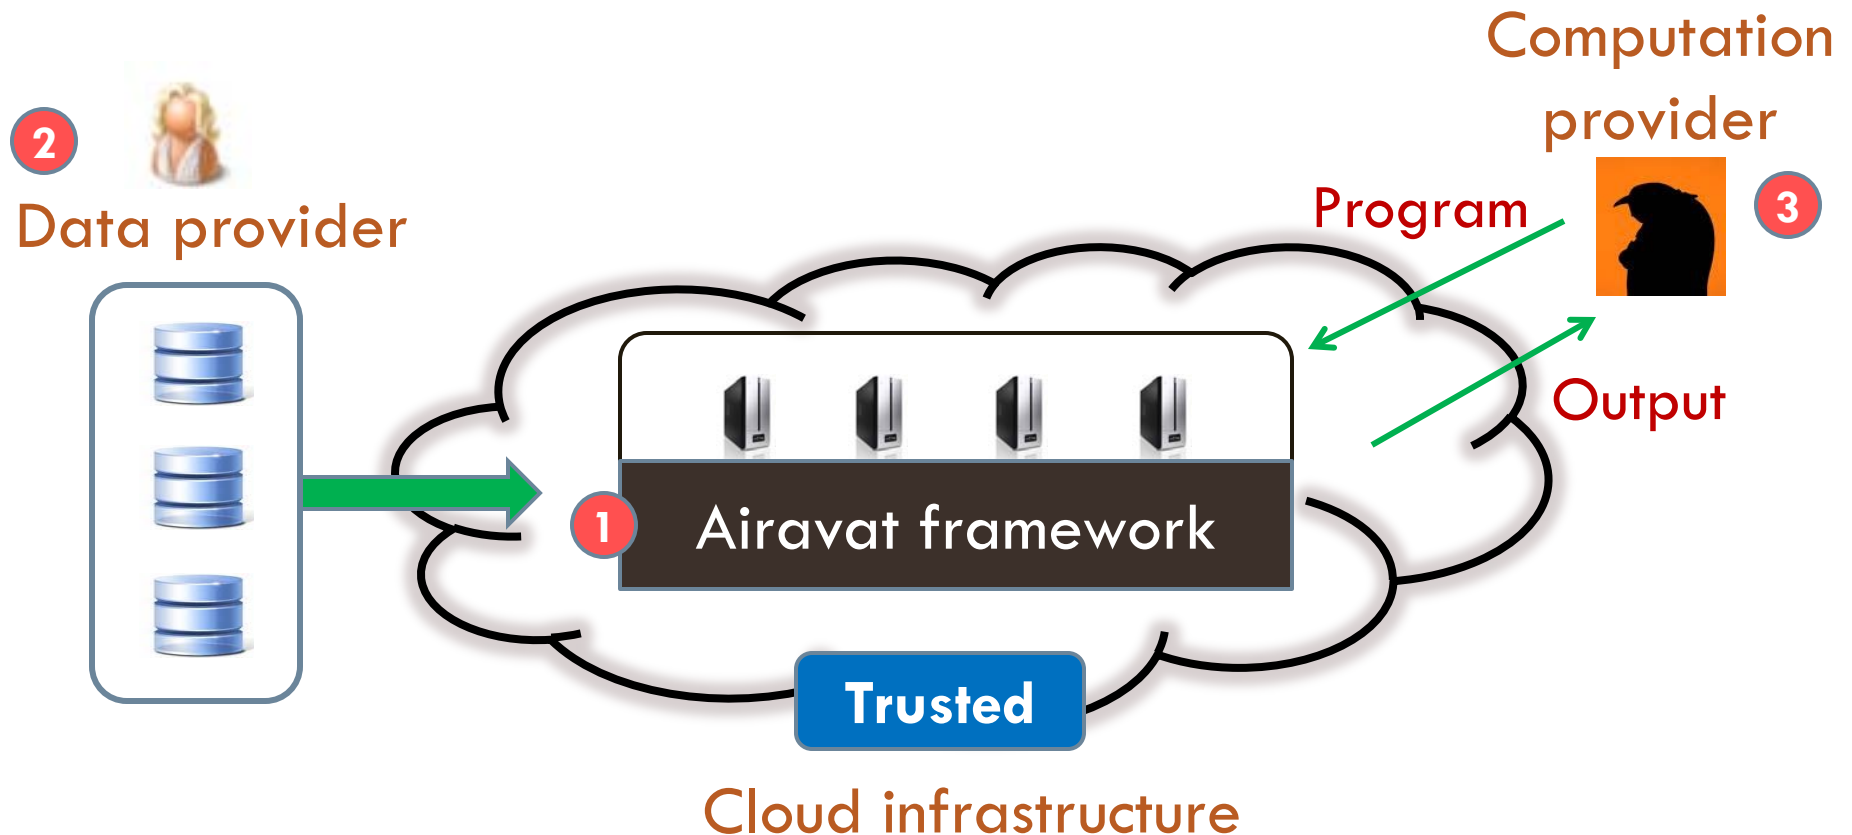 Computation
provider
2
Data provider
Program
3
Output
1
Airavat framework
Trusted
Cloud infrastructure